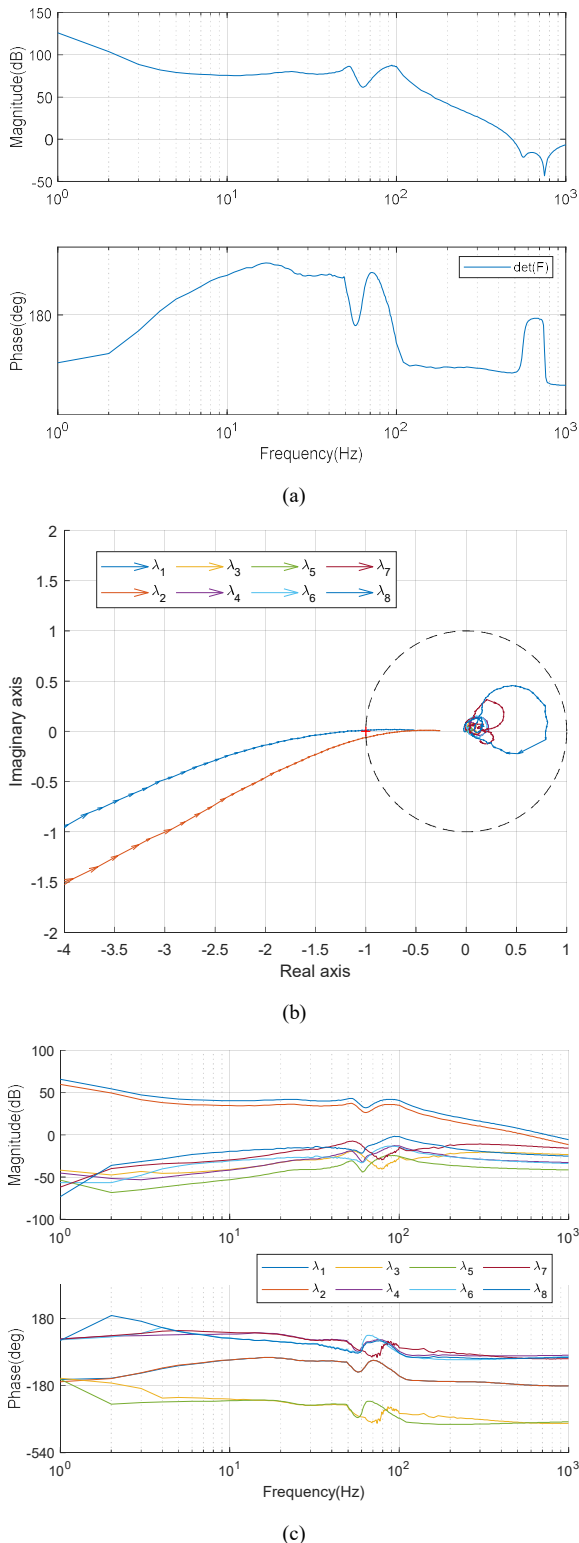 150
100
50
0
-50
Magnitude(dB)
10^0 10^1 10^2 10^3
det(F)
180
Phase(deg)
10^0 10^1 10^2 10^3
Frequency(Hz)
(a)
2
1.5
1
0.5
0
-0.5
-1
-1.5
-2
Imaginary axis
λ1 λ3 λ5 λ7
λ2 λ4 λ6 λ8
-4 -3.5 -3 -2.5 -2 -1.5 -1 -0.5 0 0.5 1
Real axis
(b)
100
50
0
-50
-100
Magnitude(dB)
10^0 10^1 10^2 10^3
λ1 λ3 λ5 λ7
λ2 λ4 λ6 λ8
180
-180
-540
Phase(deg)
10^0 10^1 10^2 10^3
Frequency(Hz)
(c)